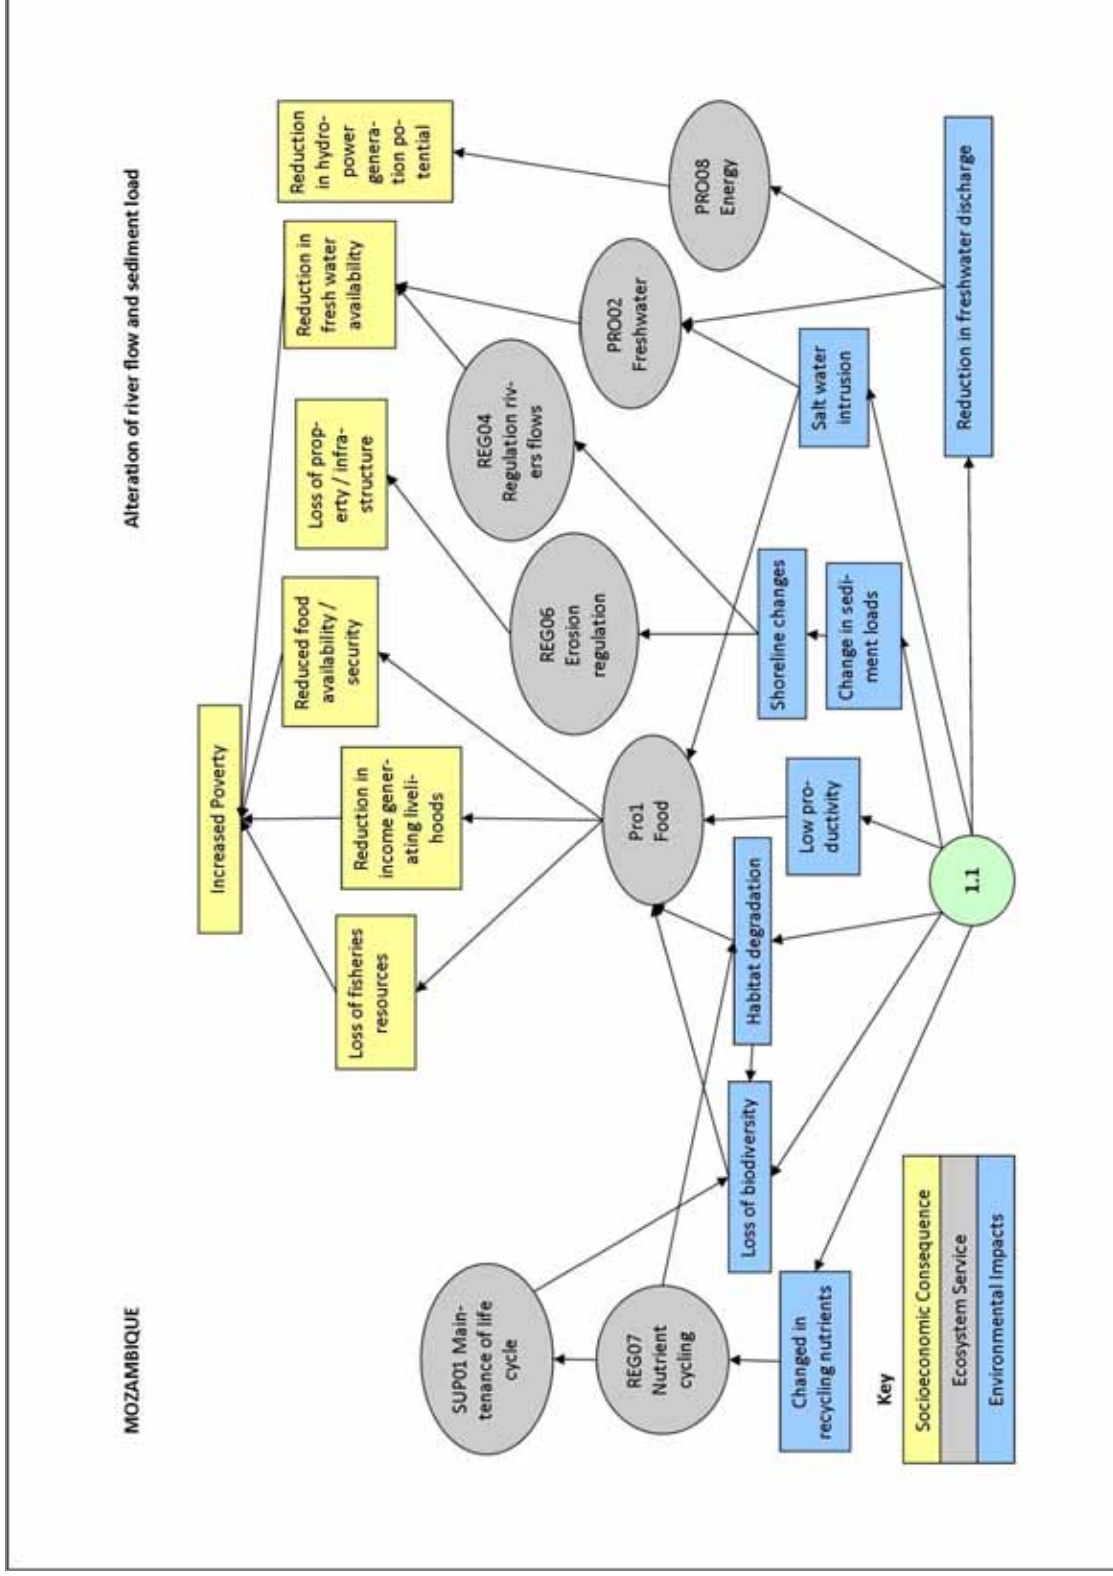 MOZAMBIQUE
Alteration of river flow and sediment load
Increased Poverty
Loss of fisheries
resources
Reduction in
income gener-
ating liveli-
hoods
Reduced food
availability /
security
Loss of prop-
erty / infra-
structure
Reduction in
fresh water
availability
Reduction
in hydro-
power
genera-
tion po-
tential
SUP01 Main-
tenance of life
cycle
REG07
Nutrient
cycling
Pro1
Food
REG06
Erosion
regulation
REG04
Regulation riv-
ers flows
PRO02
Freshwater
PRO08
Energy
Changed in
recycling nutrients
Loss of biodiversity
Habitat degradation
Low pro-
ductivity
Shoreline changes
Change in sedi-
ment loads
Salt water
intrusion
Reduction in freshwater discharge
1.1
Key
Socioeconomic Consequence
Ecosystem Service
Environmental Impacts